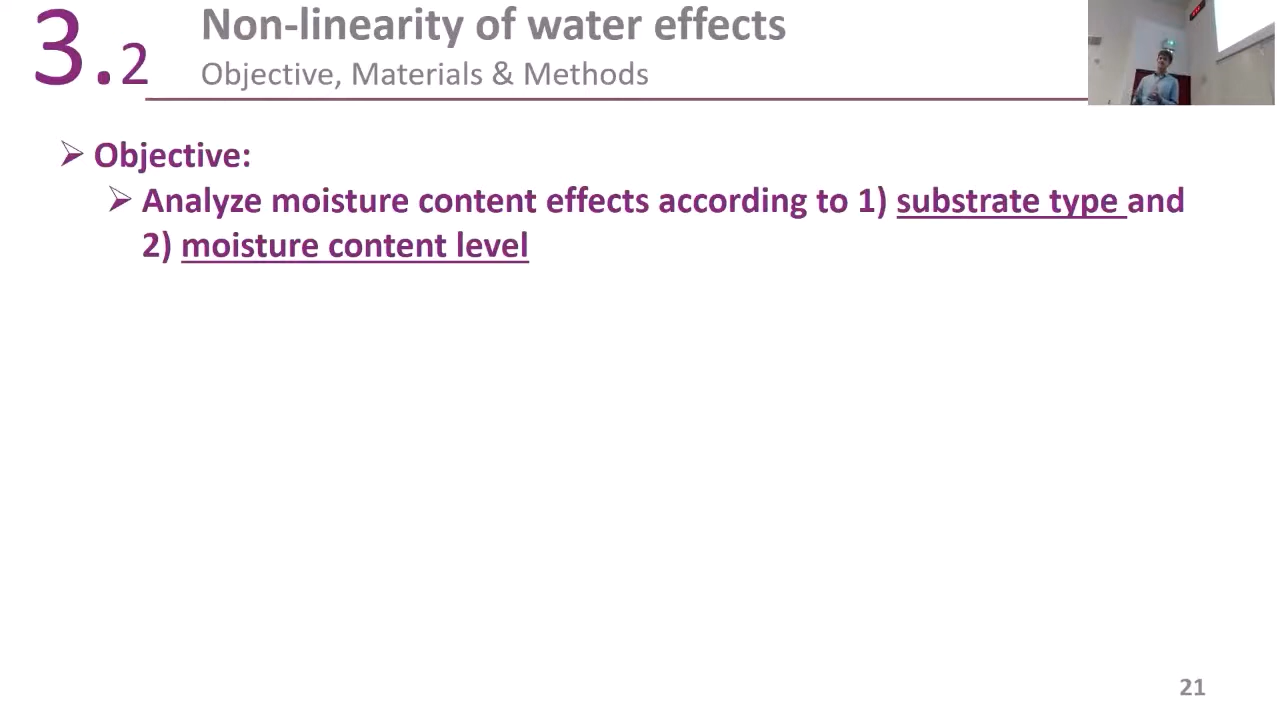 3.2
Non-linearity of water effects
Objective, Materials & Methods
Objective:
Analyze moisture content effects according to 1) substrate type and
2) moisture content level
21